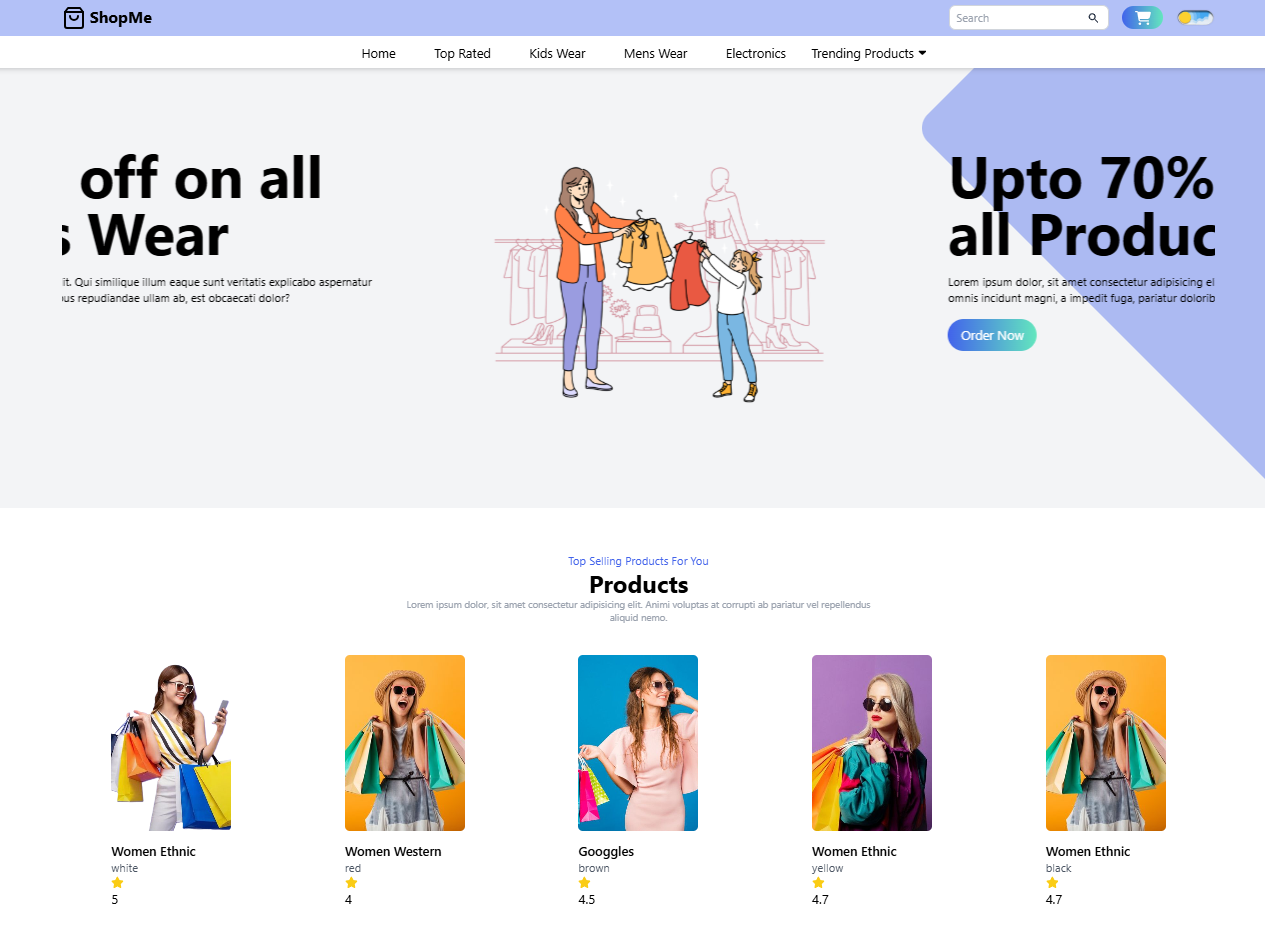 ShopMe
Search
Home Top Rated Kids Wear Mens Wear Electronics Trending Products
off on all
s Wear
it. Qui similique illum eaque sunt veritatis explicabo aspernatur
us repudiandae ullam ab, est obcaecati dolor?
Upto 70%
all Produc
Lorem ipsum dolor, sit amet consectetur adipisicing el
omnis incidunt magni, a impedit fuga, pariatur dolorib
Order Now
Top Selling Products For You
Products
Lorem ipsum dolor, sit amet consectetur adipisicing elit. Animi voluptas at corrupti ab pariatur vel repellendus
aliquid nemo.
Women Ethnic
white
5
Women Western
red
4
Googgles
brown
4.5
Women Ethnic
yellow
4.7
Women Ethnic
black
4.7